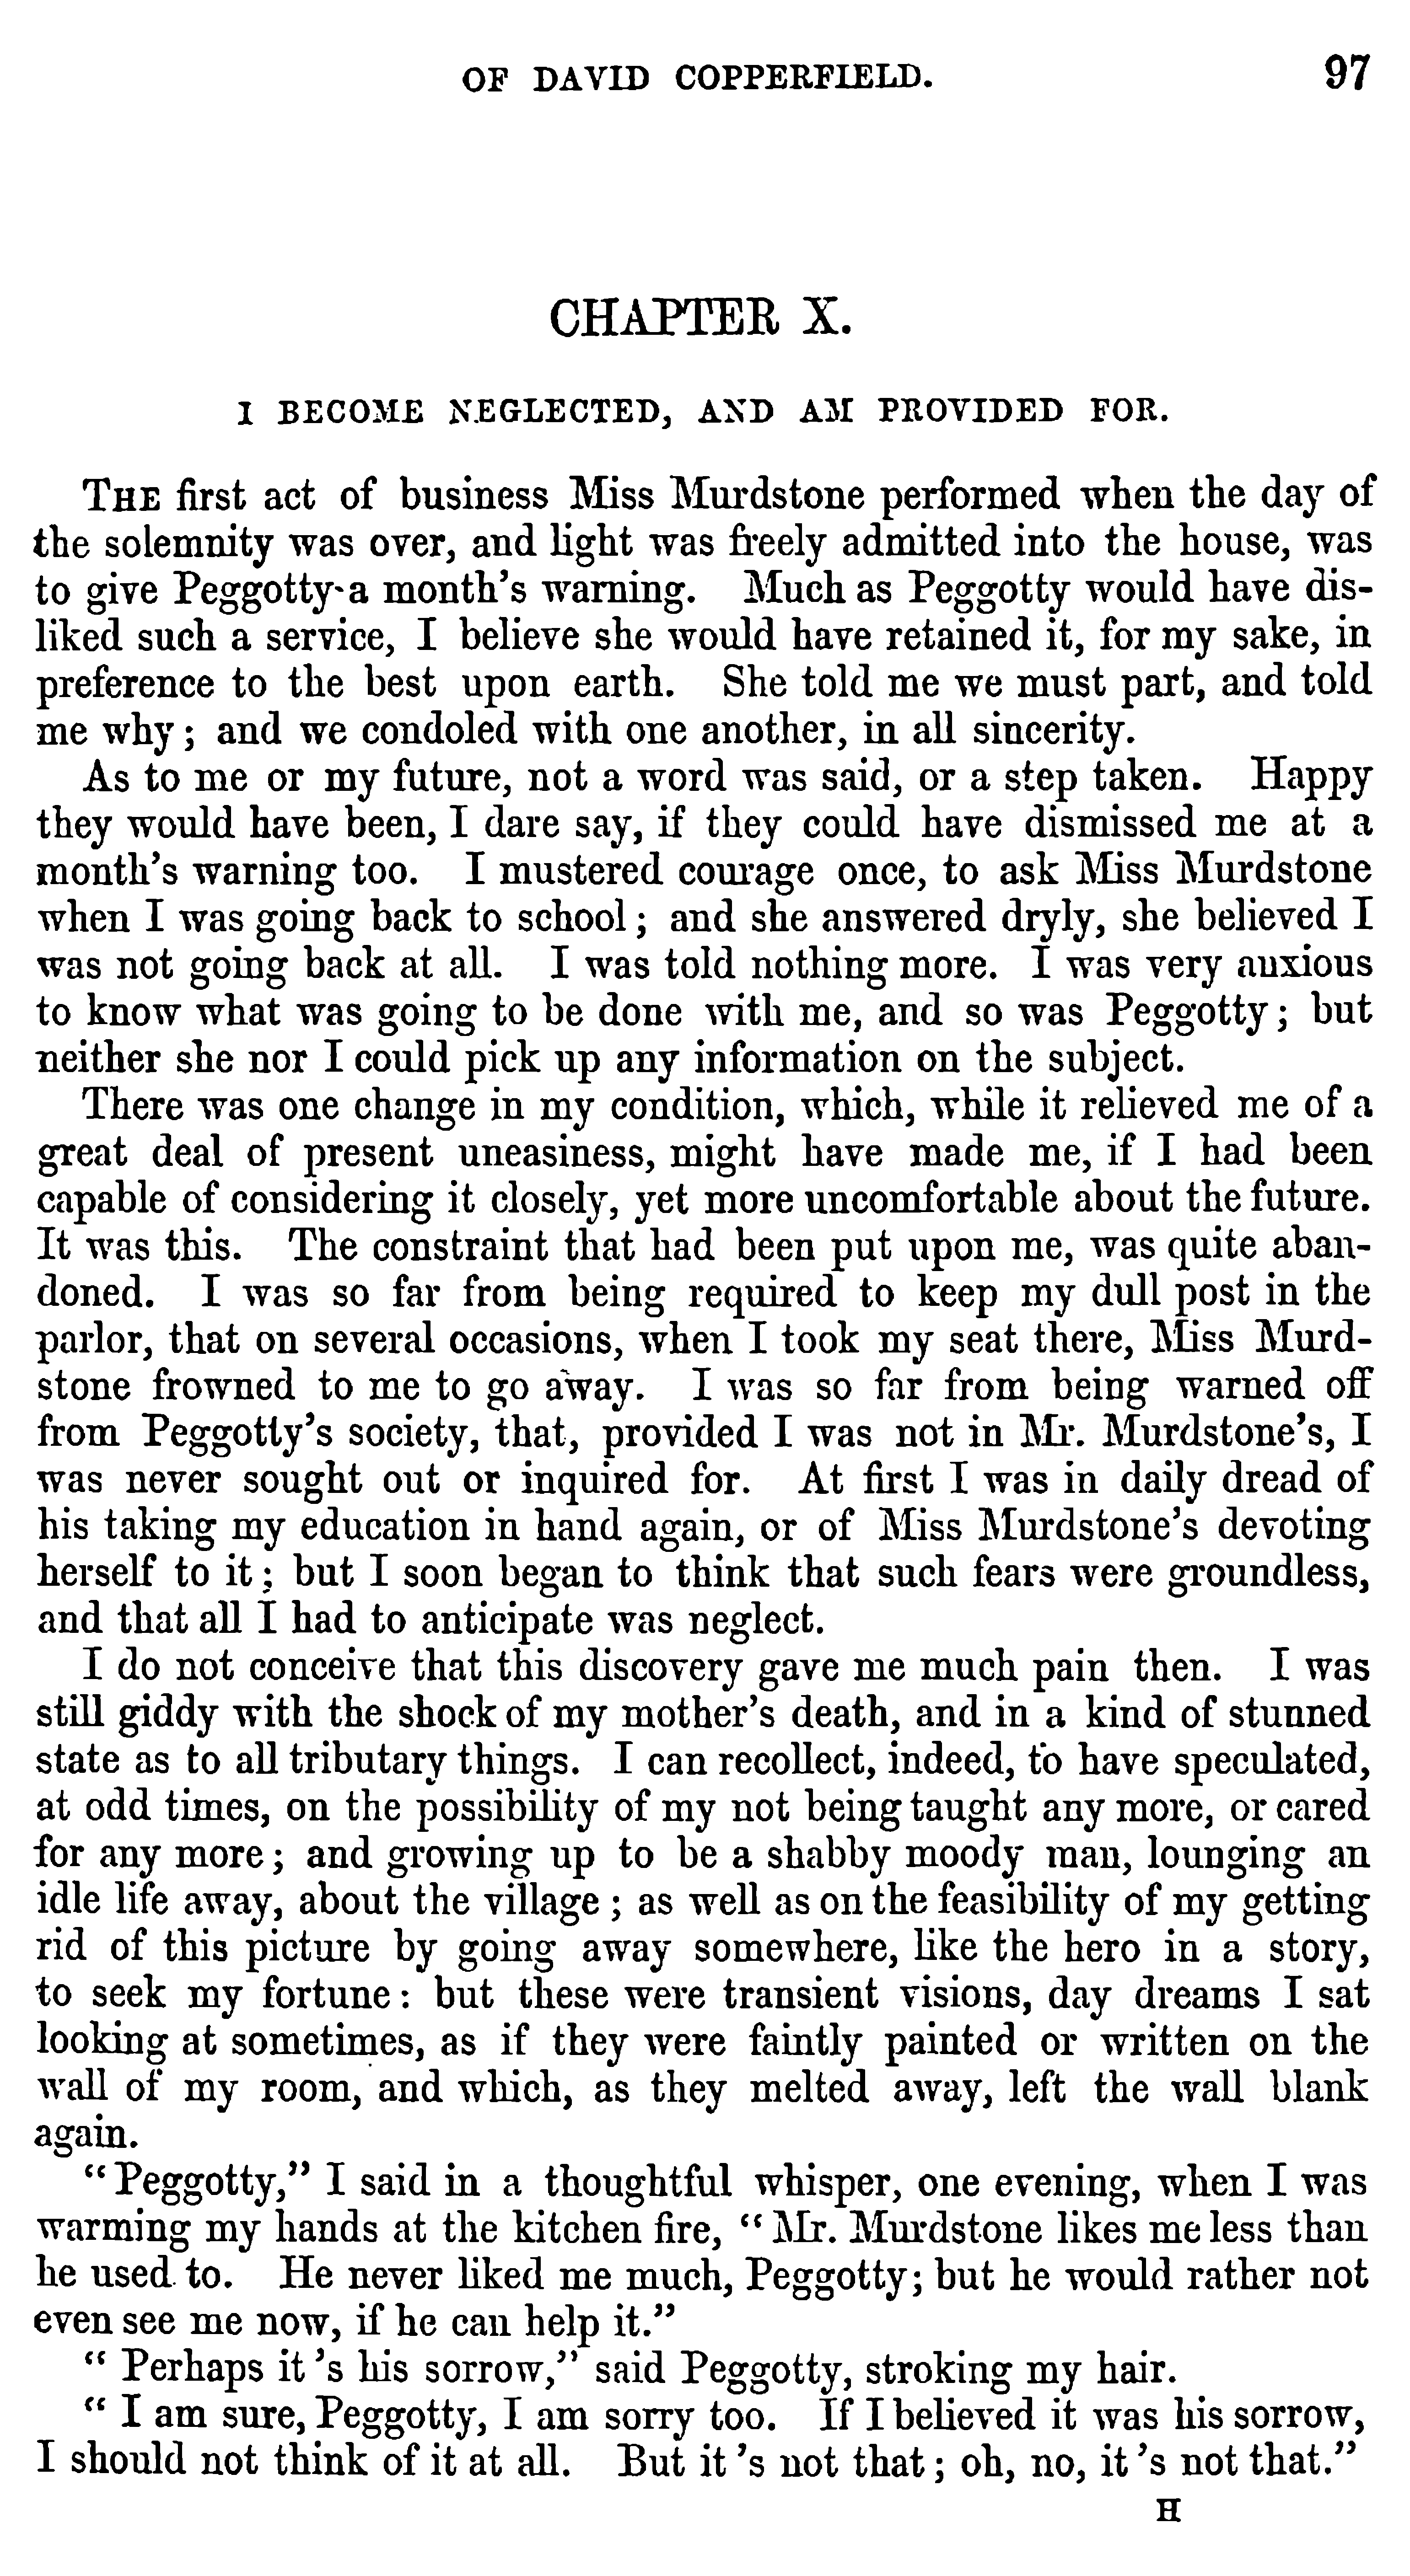 OF DAVID COPPERFIELD. 97
CHAPTER X.
I BECOME NEGLECTED, AND AM PROVIDED FOR.
THE first act of business Miss Murdstone performed when the day of
the solemnity was over, and light was freely admitted into the house, was
to give Peggotty a month's warning. Much as Peggotty would have dis-
liked such a service, I believe she would have retained it, for my sake, in
preference to the best upon earth. She told me we must part, and told
me why; and we condoled with one another, in all sincerity.
As to me or my future, not a word was said, or a step taken. Happy
they would have been, I dare say, if they could have dismissed me at a
month's warning too. I mustered courage once, to ask Miss Murdstone
when I was going back to school; and she answered dryly, she believed I
was not going back at all. I was told nothing more. I was very anxious
to know what was going to be done with me, and so was Peggotty; but
neither she nor I could pick up any information on the subject.
There was one change in my condition, which, while it relieved me of a
great deal of present uneasiness, might have made me, if I had been
capable of considering it closely, yet more uncomfortable about the future.
It was this. The constraint that had been put upon me, was quite aban-
doned. I was so far from being required to keep my dull post in the
parlor, that on several occasions, when I took my seat there, Miss Murd-
stone frowned to me to go away. I was so far from being warned off
from Peggotty's society, that, provided I was not in Mr. Murdstone's, I
was never sought out or inquired for. At first I was in daily dread of
his taking my education in hand again, or of Miss Murdstone's devoting
herself to it; but I soon began to think that such fears were groundless,
and that all I had to anticipate was neglect.
I do not conceive that this discovery gave me much pain then. I was
still giddy with the shock of my mother's death, and in a kind of stunned
state as to all tributary things. I can recollect, indeed, to have speculated,
at odd times, on the possibility of my not being taught any more, or cared
for any more; and growing up to be a shabby moody man, lounging an
idle life away, about the village; as well as on the feasibility of my getting
rid of this picture by going away somewhere, like the hero in a story,
to seek my fortune: but these were transient visions, day dreams I sat
looking at sometimes, as if they were faintly painted or written on the
wall of my room, and which, as they melted away, left the wall blank
again.
"Peggotty," I said in a thoughtful whisper, one evening, when I was
warming my hands at the kitchen fire, "Mr. Murdstone likes me less than
he used to. He never liked me much, Peggotty; but he would rather not
even see me now, if he can help it."
"Perhaps it's his sorrow," said Peggotty, stroking my hair.
"I am sure, Peggotty, I am sorry too. If I believed it was his sorrow,
I should not think of it at all. But it's not that; oh, no, it's not that."
H